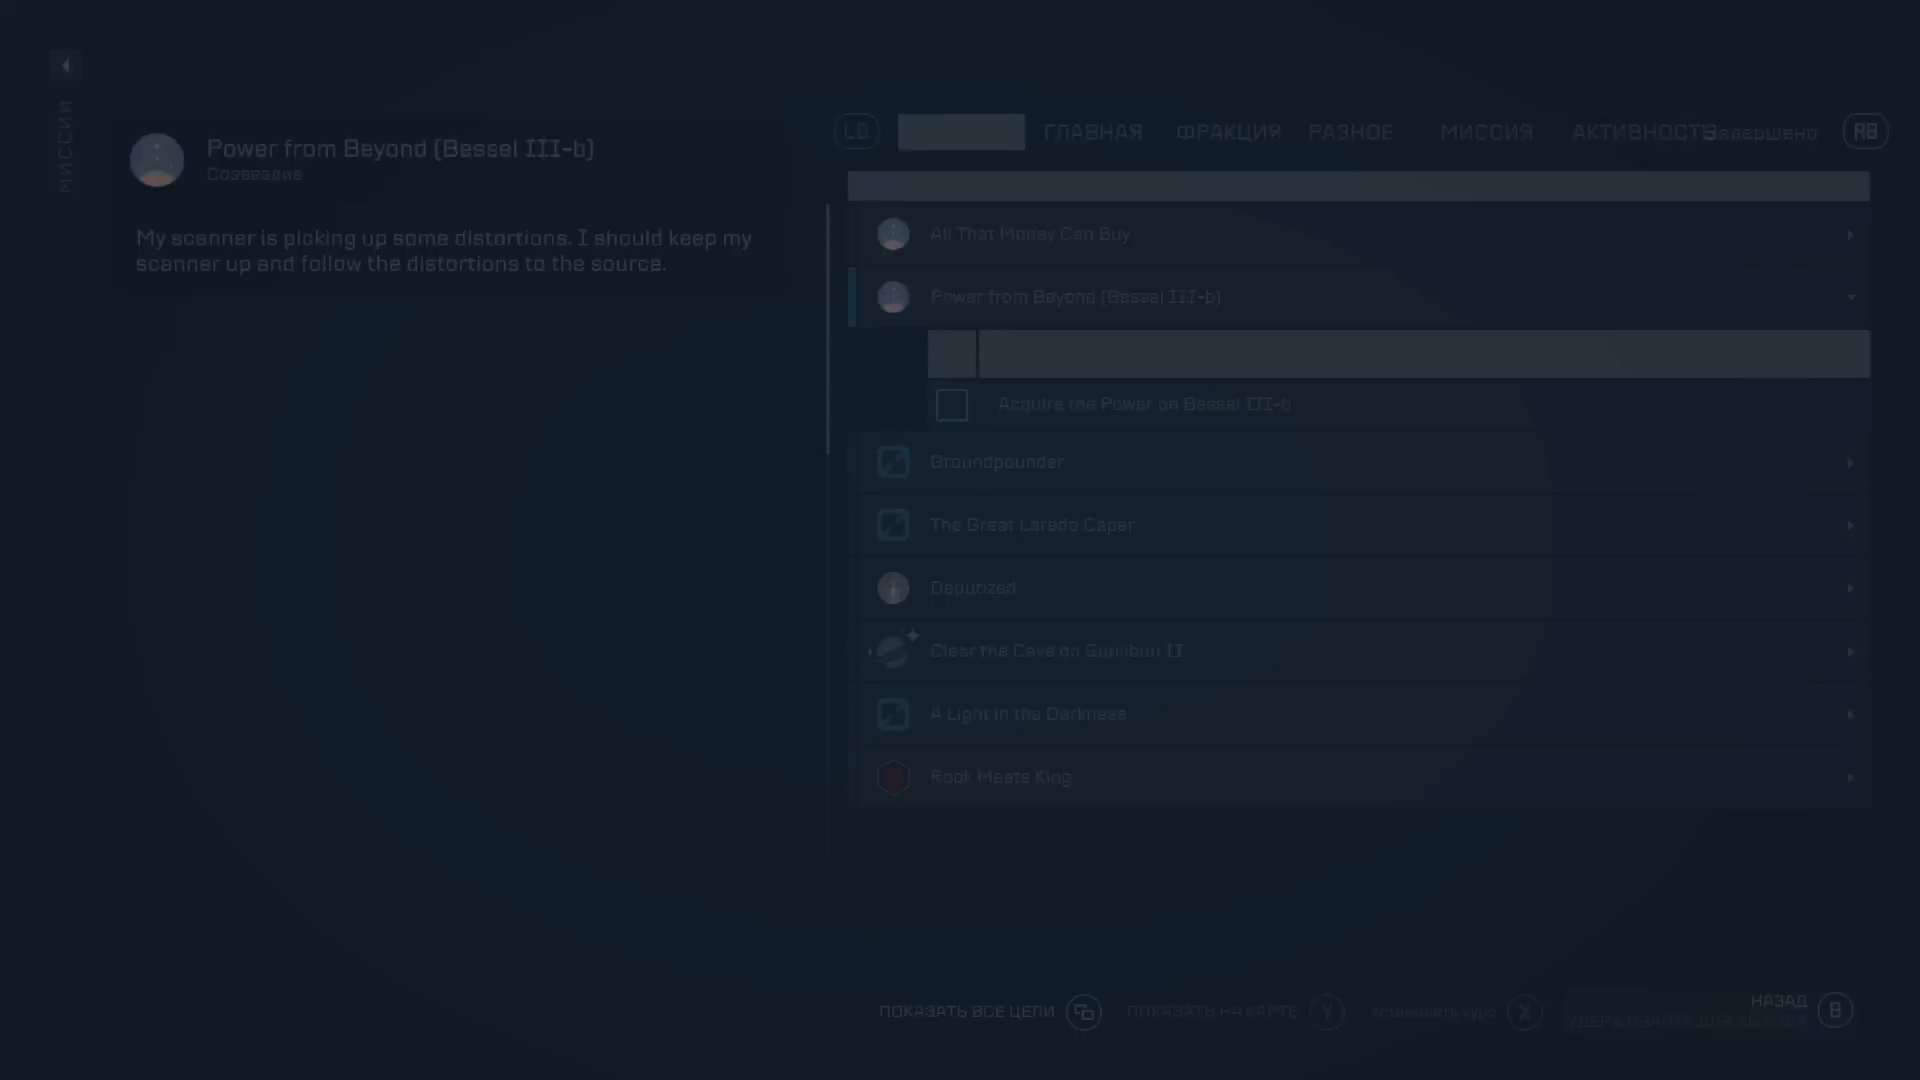 МИССИИ
Power from Beyond (Bessel III-b)
Созвездие
My scanner is picking up some distortions. I should keep my
scanner up and follow the distortions to the source.
LB
ГЛАВНАЯ
ФРАКЦИЯ
РАЗНОЕ
МИССИЯ
АКТИВНОСТЬ
Завершено
RB
All That Money Can Buy
Power from Beyond (Bessel III-b)
Acquire the Power on Bessel III-b
Groundpounder
The Great Laredo Caper
Deputized
Clear the Cave on
A Light in the Darkness
Rook Meets King
ПОКАЗАТЬ ВСЕ ЦЕЛИ
ПОКАЗАТЬ НА КАРТЕ Y
X
НАЗАД B